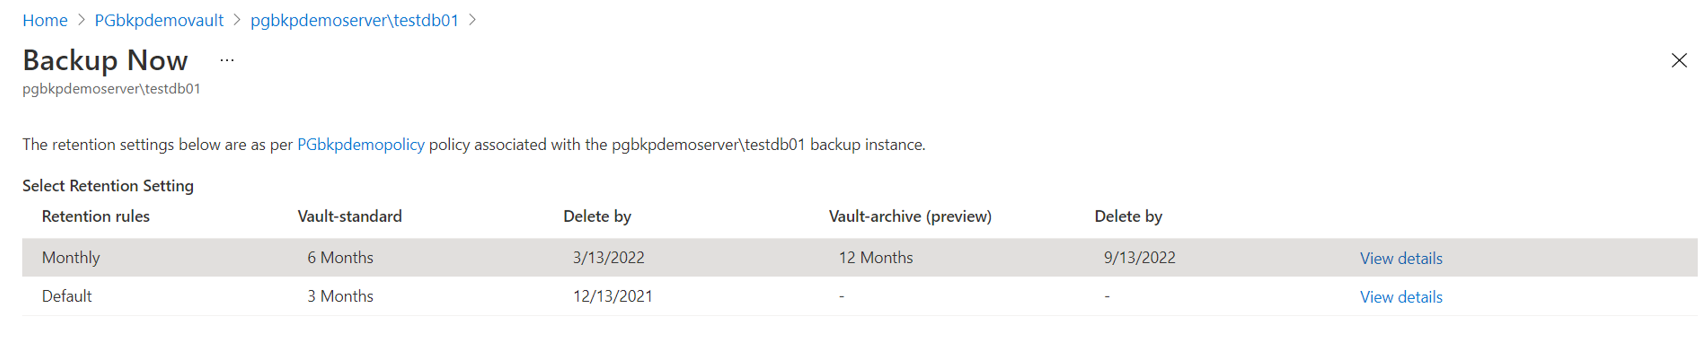 Home > PGbkpdemovault > pgbkpdemoserver\testdb01 >
Backup Now ...
pgbkpdemoserver\testdb01
The retention settings below are as per PGbkpdemopolicy policy associated with the pgbkpdemoserver\testdb01 backup instance.
Select Retention Setting
Retention rules Vault-standard Delete by Vault-archive (preview) Delete by
Monthly 6 Months 3/13/2022 12 Months 9/13/2022 View details
Default 3 Months 12/13/2021 - - View details